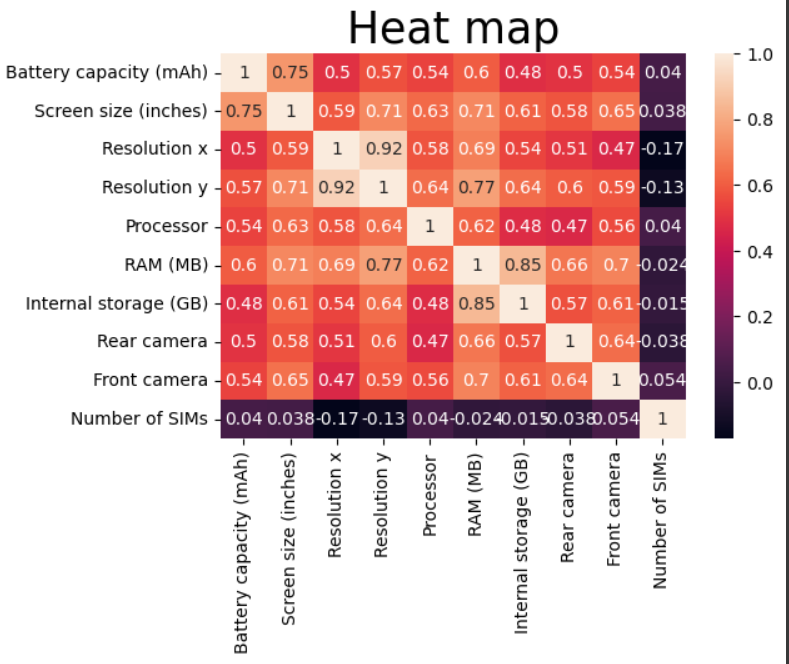 Heat map
Battery capacity (mAh) 1 0.75 0.5 0.57 0.54 0.6 0.48 0.5 0.54 0.04
Screen size (inches) 0.75 1 0.59 0.71 0.63 0.71 0.61 0.58 0.65 0.038
Resolution x 0.5 0.59 1 0.92 0.58 0.69 0.54 0.51 0.47 -0.17
Resolution y 0.57 0.71 0.92 1 0.64 0.77 0.64 0.6 0.59 -0.13
Processor 0.54 0.63 0.58 0.64 1 0.62 0.48 0.47 0.56 0.04
RAM (MB) 0.6 0.71 0.69 0.77 0.62 1 0.85 0.66 0.7 -0.024
Internal storage (GB) 0.48 0.61 0.54 0.64 0.48 0.85 1 0.57 0.61 -0.015
Rear camera 0.5 0.58 0.51 0.6 0.47 0.66 0.57 1 0.64 -0.038
Front camera 0.54 0.65 0.47 0.59 0.56 0.7 0.61 0.64 1 0.054
Number of SIMs 0.04 0.038 -0.17 -0.13 0.04 -0.024 -0.015 -0.038 0.054 1
Battery capacity (mAh)
Screen size (inches)
Resolution x
Resolution y
Processor
RAM (MB)
Internal storage (GB)
Rear camera
Front camera
Number of SIMs
1.0
0.8
0.6
0.4
0.2
0.0